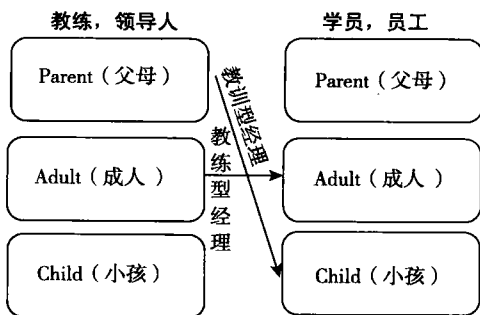 教练，领导人
学员，员工
Parent（父母）
Parent（父母）
教训型经理
教练型经理
Adult（成人）
Adult（成人）
Child（小孩）
Child（小孩）